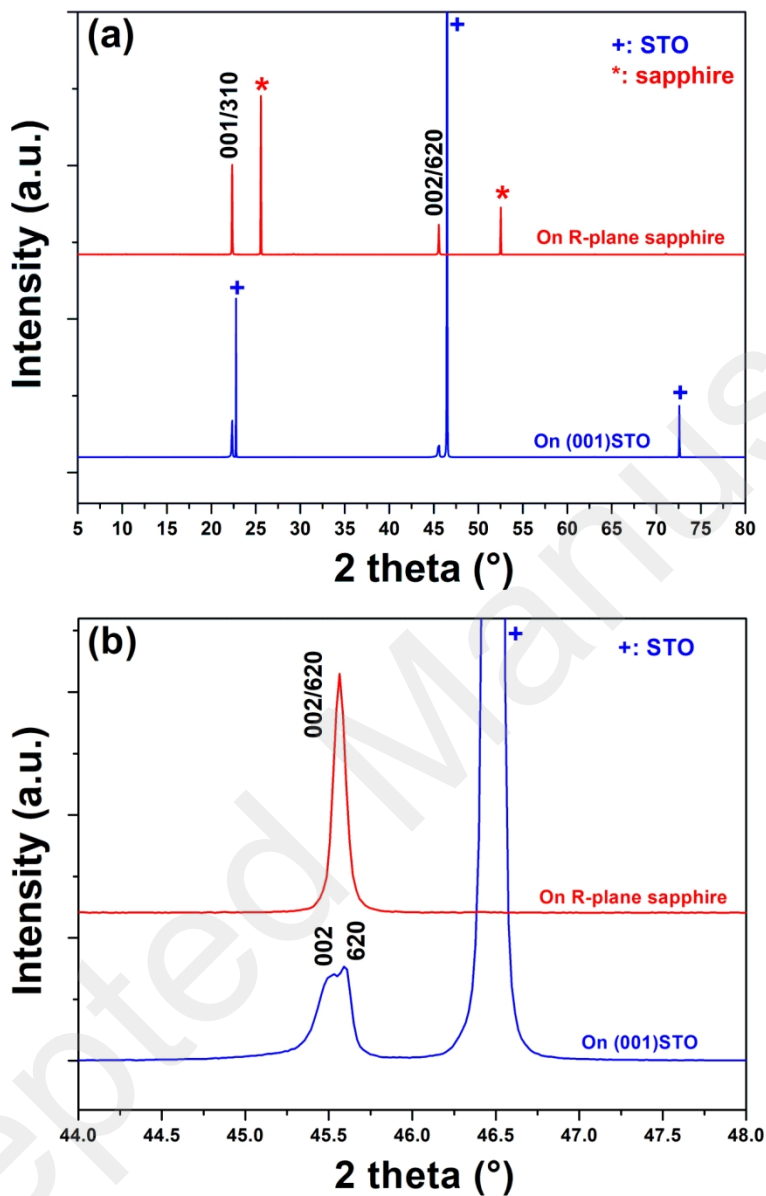 (a)
+: STO
*: sapphire
+
*
001/310
002/620
*
On R-plane sapphire
+
+
On (001)STO
Intensity (a.u.)
5 10 15 20 25 30 35 40 45 50 55 60 65 70 75 80
2 theta (°)
(b)
+: STO
+
002/620
On R-plane sapphire
002
620
On (001)STO
Intensity (a.u.)
44.0 44.5 45.0 45.5 46.0 46.5 47.0 47.5 48.0
2 theta (°)
epted Manus